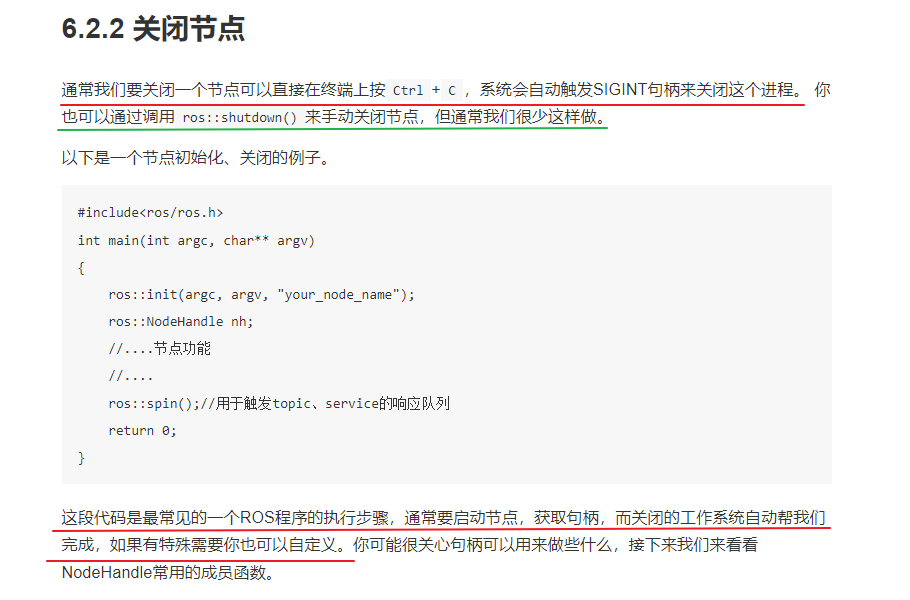 6.2.2 关闭节点
通常我们要关闭一个节点可以直接在终端上按 Ctrl + C ，系统会自动触发SIGINT句柄来关闭这个进程。 你
也可以通过调用 ros::shutdown() 来手动关闭节点，但通常我们很少这样做。
以下是一个节点初始化、关闭的例子。
#include<ros/ros.h>
int main(int argc, char** argv)
{
    ros::init(argc, argv, "your_node_name");
    ros::NodeHandle nh;
    //....节点功能
    //....
    ros::spin();//用于触发topic、service的响应队列
    return 0;
}
这段代码是最常见的一个ROS程序的执行步骤，通常要启动节点，获取句柄，而关闭的工作系统自动帮我们
完成，如果有特殊需要你也可以自定义。你可能很关心句柄可以用来做些什么，接下来我们来看看
NodeHandle常用的成员函数。